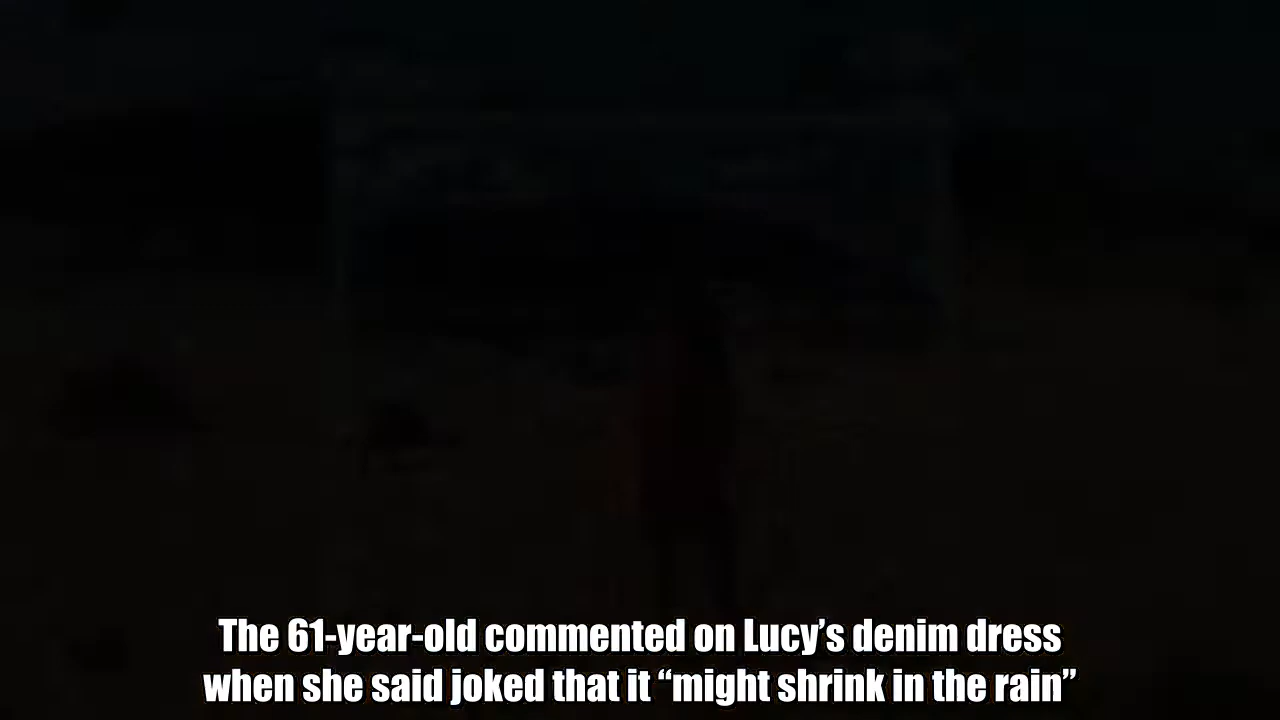 The 61-year-old commented on Lucy’s denim dress
when she said joked that it “might shrink in the rain”